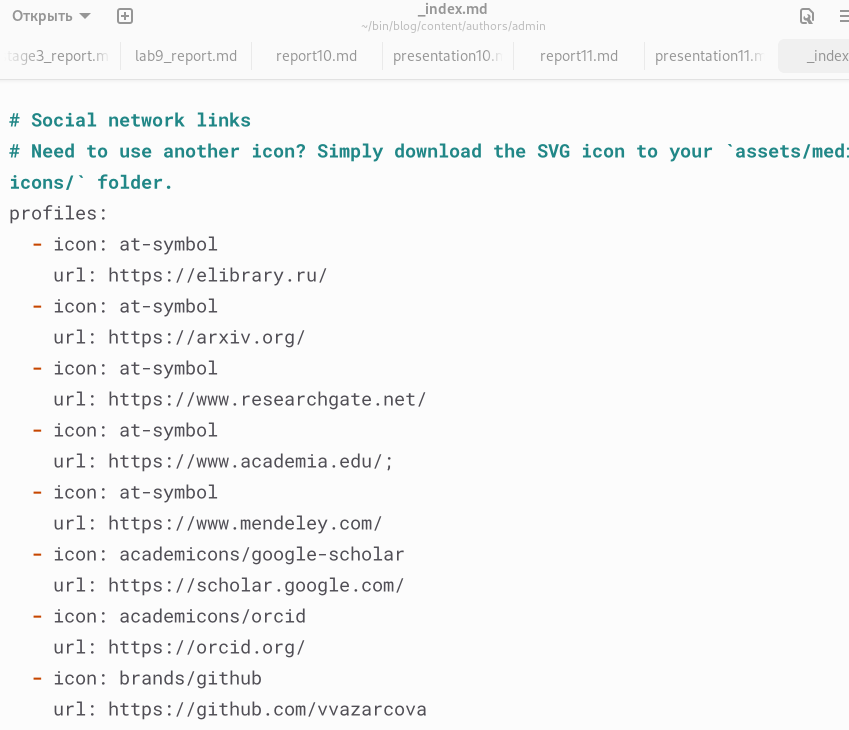 Открыть
_index.md
~/bin/blog/content/authors/admin
tage3_report.m lab9_report.md report10.md presentation10.n report11.md presentation11.m _index
# Social network links
# Need to use another icon? Simply download the SVG icon to your `assets/medi
icons/` folder.
profiles:
- icon: at-symbol
url: https://elibrary.ru/
- icon: at-symbol
url: https://arxiv.org/
- icon: at-symbol
url: https://www.researchgate.net/
- icon: at-symbol
url: https://www.academia.edu/;
- icon: at-symbol
url: https://www.mendeley.com/
- icon: academicons/google-scholar
url: https://scholar.google.com/
- icon: academicons/orcid
url: https://orcid.org/
- icon: brands/github
url: https://github.com/vvazarcova